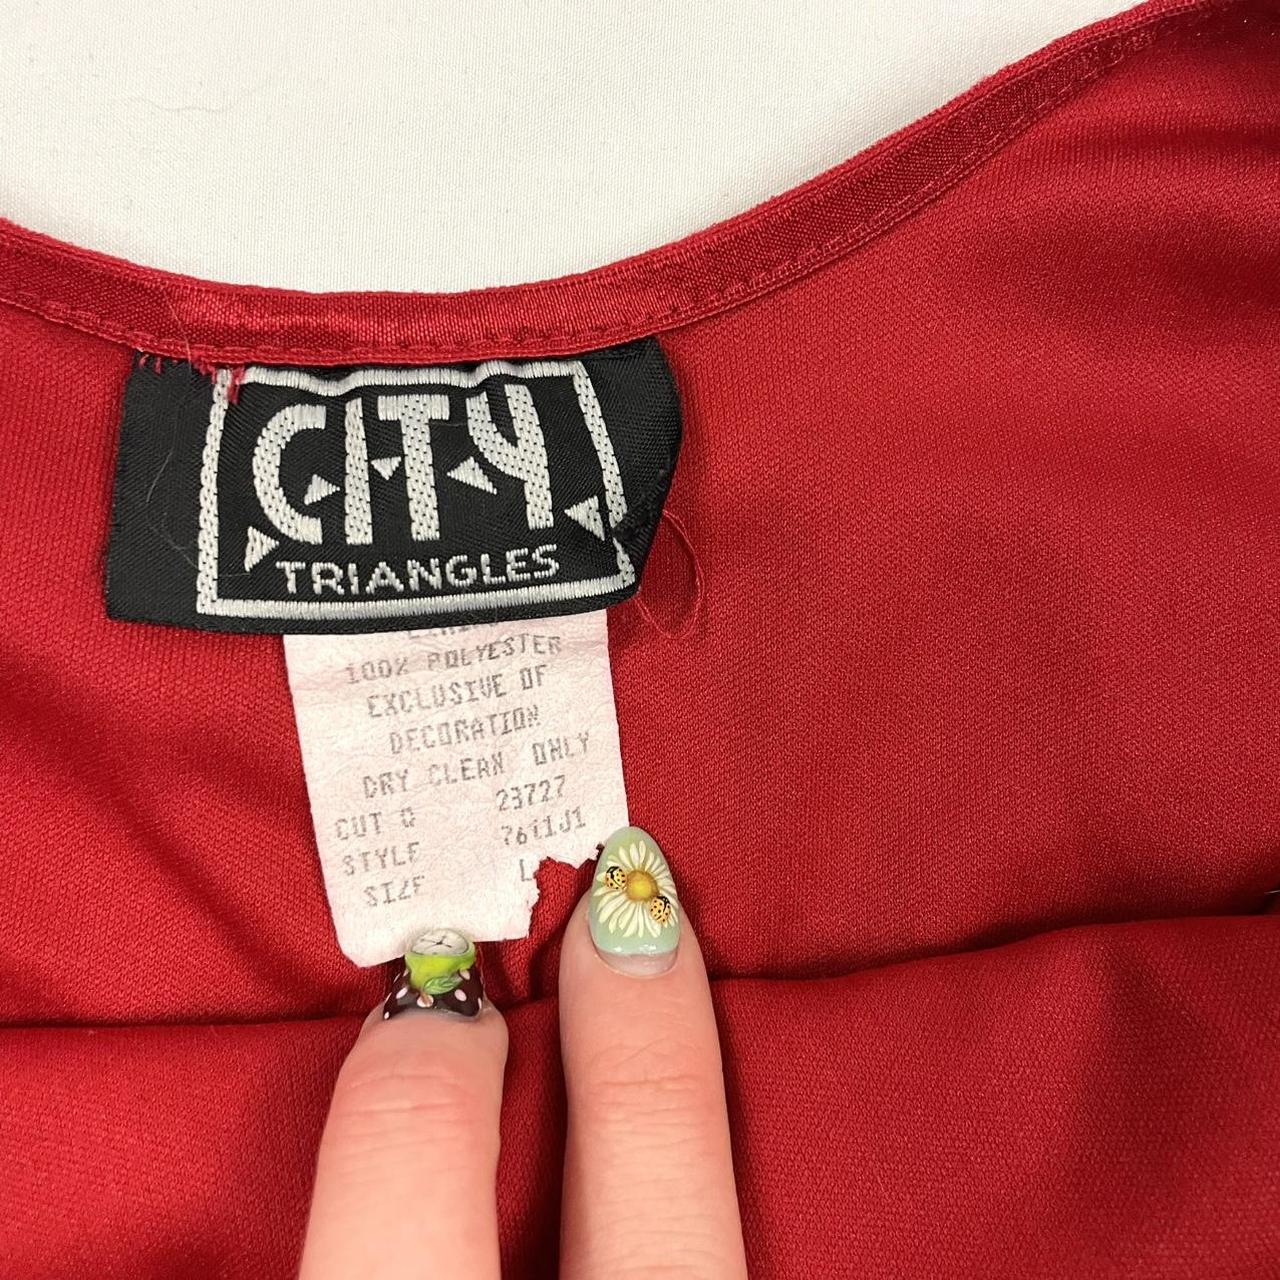 CITY
TRIANGLES
100% POLYESTER
EXCLUSIVE OF
DECORATION
DRY CLEAN ONLY
CUT 23727
STYLE 7611J1
SIZE L